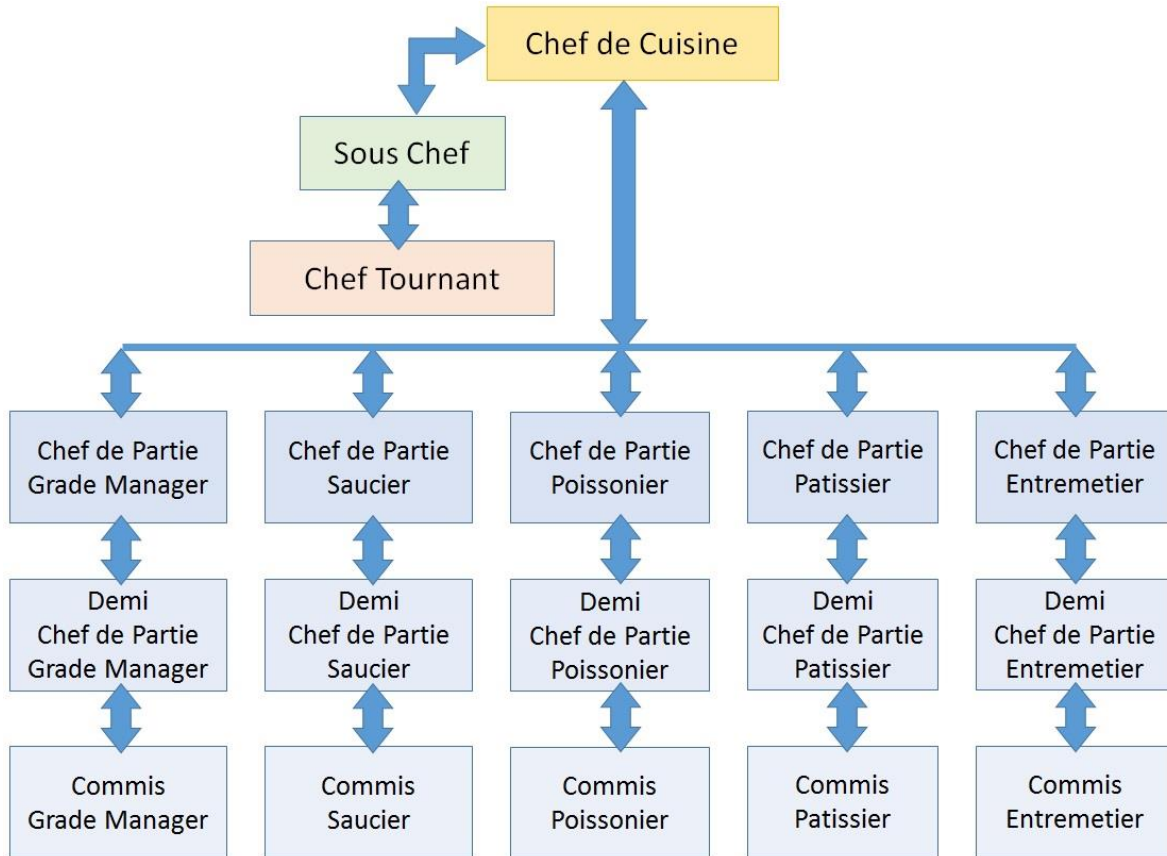 Chef de Cuisine
Sous Chef
Chef Tournant
Chef de Partie
Grade Manager
Chef de Partie
Saucier
Chef de Partie
Poissonier
Chef de Partie
Patissier
Chef de Partie
Entremetier
Demi
Chef de Partie
Grade Manager
Demi
Chef de Partie
Saucier
Demi
Chef de Partie
Poissonier
Demi
Chef de Partie
Patissier
Demi
Chef de Partie
Entremetier
Commis
Grade Manager
Commis
Saucier
Commis
Poissonier
Commis
Patissier
Commis
Entremetier